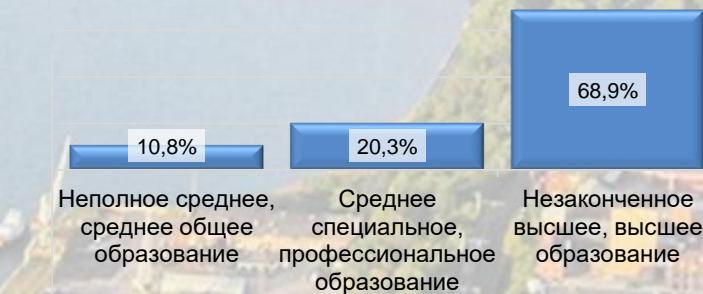 68,9%
10,8%
20,3%
Неполное среднее,
среднее общее
образование
Среднее
специальное,
профессиональное
образование
Незаконченное
высшее, высшее
образование